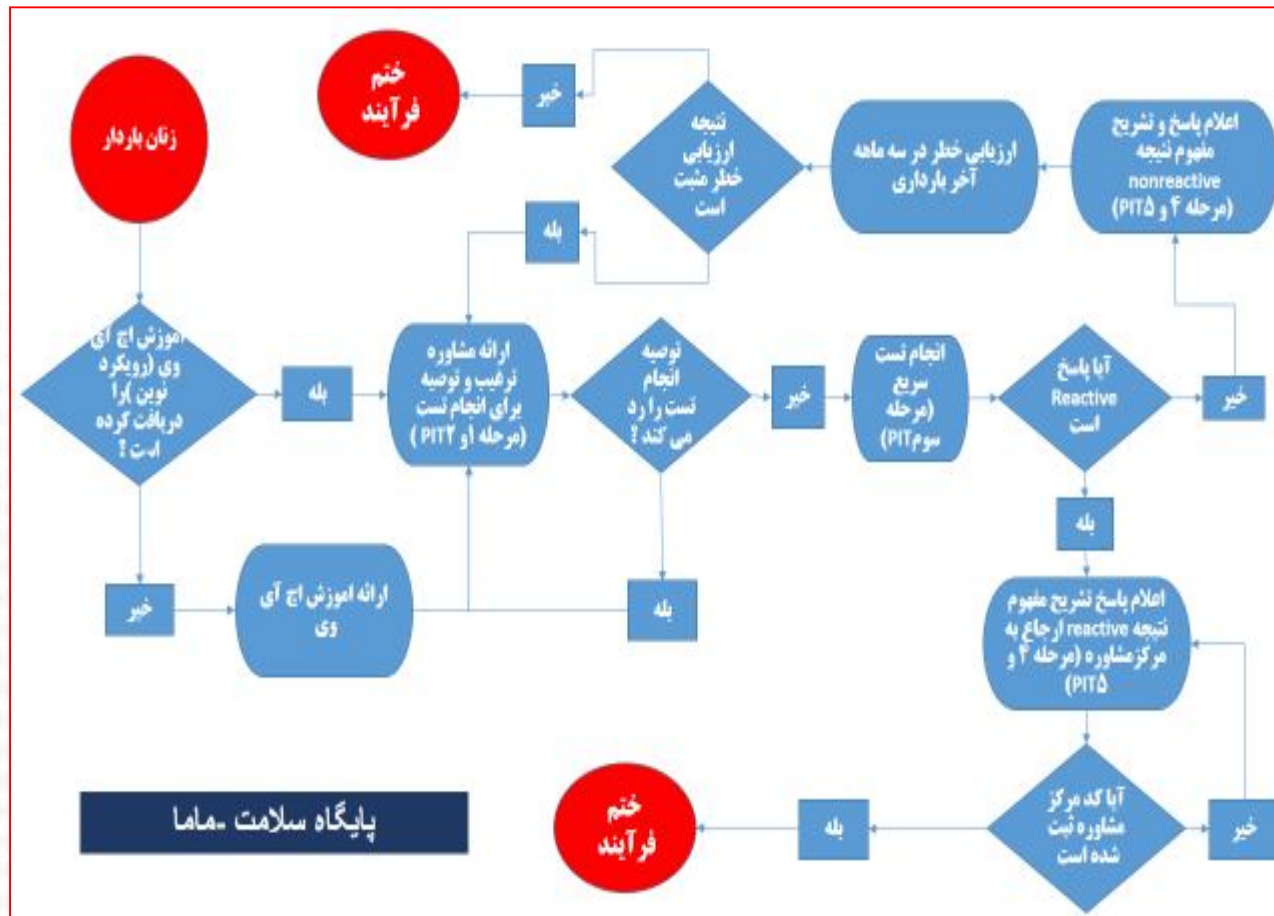 زنان باردار
ختم
فرآیند
خیر
نتیجه
ارزیابی
خطر مثبت
است
ارزیابی خطر در سه ماهه
آخر بارداری
اعلام پاسخ و تشریح
مفهوم نتیجه
nonreactive
(مرحله ۴ و PIT۵)
بله
آموزش اچ آی
وی (رویکرد
نوین )را
دریافت کرده
است ؟
بله
ارائه مشاوره
ترغیب و توصیه
برای انجام تست
(مرحله ۱و PIT۲ )
توصیه
انجام
تست را رد
می کند ؟
خیر
انجام تست
سریع
(مرحله
سومPIT)
آیا پاسخ
Reactive
است
خیر
بله
خیر
ارائه اموزش اچ آی
وی
بله
اعلام پاسخ تشریح مفهوم
نتیجه reactive ارجاع به
مرکزمشاوره (مرحله ۴ و
PIT۵)
پایگاه سلامت -ماما
ختم
فرآیند
بله
آیا کد مرکز
مشاوره ثبت
شده است
خیر